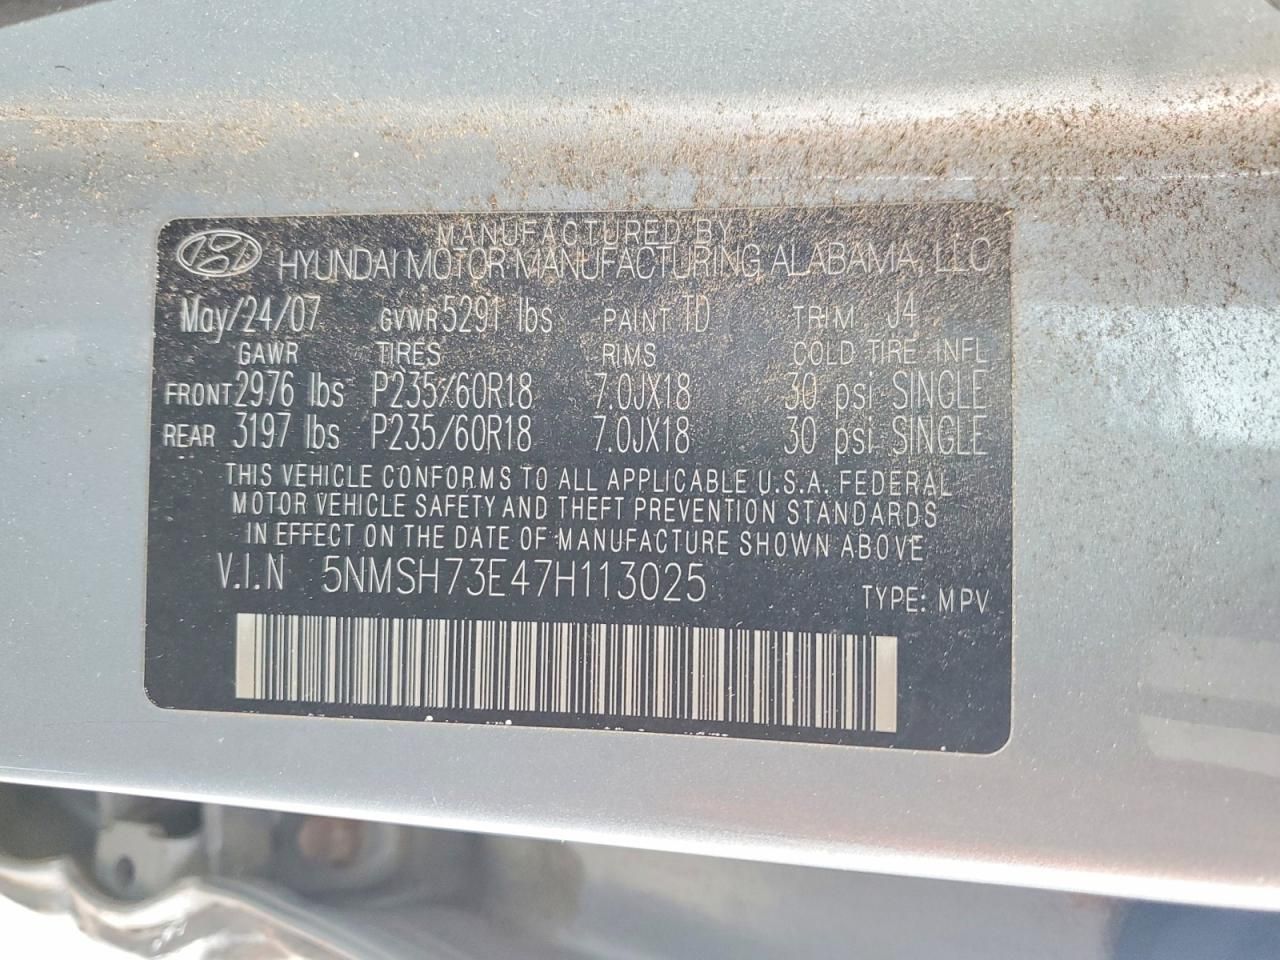 MANUFACTURED BY
HYUNDAI MOTOR MANUFACTURING ALABAMA, LLC
May/24/07 GVWR 5291 lbs PAINT TD TRIM J4
GAWR TIRES RIMS COLD TIRE INFL
FRONT 2976 lbs P235/60R18 7.0JX18 30 psi SINGLE
REAR 3197 lbs P235/60R18 7.0JX18 30 psi SINGLE
THIS VEHICLE CONFORMS TO ALL APPLICABLE U.S.A. FEDERAL
MOTOR VEHICLE SAFETY AND THEFT PREVENTION STANDARDS
IN EFFECT ON THE DATE OF MANUFACTURE SHOWN ABOVE
V.I.N 5NMSH73E47H113025 TYPE: MPV